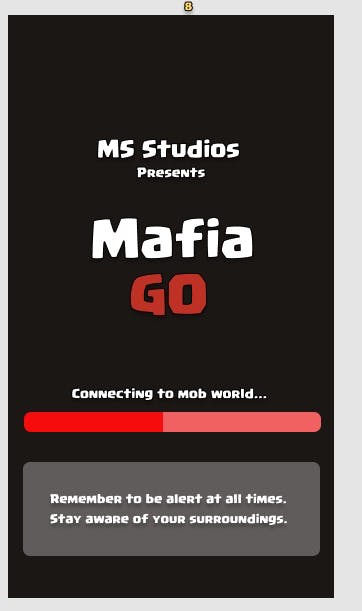 8
MS Studios
Presents
Mafia
GO
Connecting to mob world...
Remember to be alert at all times.
Stay aware of your surroundings.